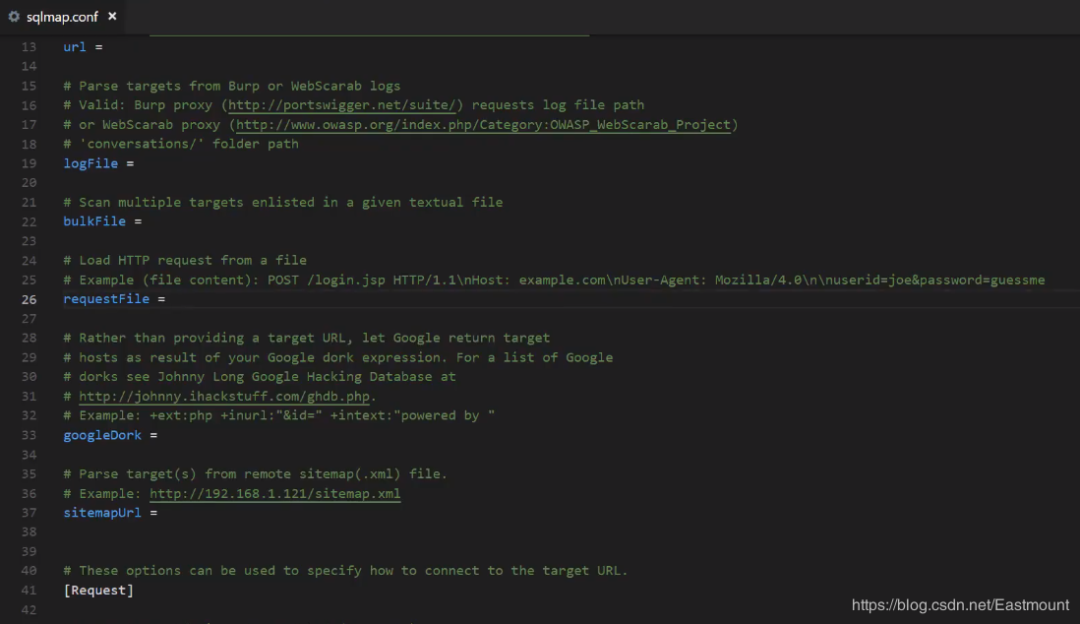 sqlmap.conf ×
13 url =
14
15 # Parse targets from Burp or WebScarab logs
16 # Valid: Burp proxy (http://portswigger.net/suite/) requests log file path
17 # or WebScarab proxy (http://www.owasp.org/index.php/Category:OWASP_WebScarab_Project)
18 # 'conversations/' folder path
19 logFile =
20
21 # Scan multiple targets enlisted in a given textual file
22 bulkFile =
23
24 # Load HTTP request from a file
25 # Example (file content): POST /login.jsp HTTP/1.1\nHost: example.com\nUser-Agent: Mozilla/4.0\n\nuserid=joe&password=guessme
26 requestFile =
27
28 # Rather than providing a target URL, let Google return target
29 # hosts as result of your Google dork expression. For a list of Google
30 # dorks see Johnny Long Google Hacking Database at
31 # http://johnny.ihackstuff.com/ghdb.php.
32 # Example: +ext:php +inurl:"&id=" +intext:"powered by "
33 googleDork =
34
35 # Parse target(s) from remote sitemap(.xml) file.
36 # Example: http://192.168.1.121/sitemap.xml
37 sitemapUrl =
38
39
40 # These options can be used to specify how to connect to the target URL.
41 [Request]
42
https://blog.csdn.net/Eastmount